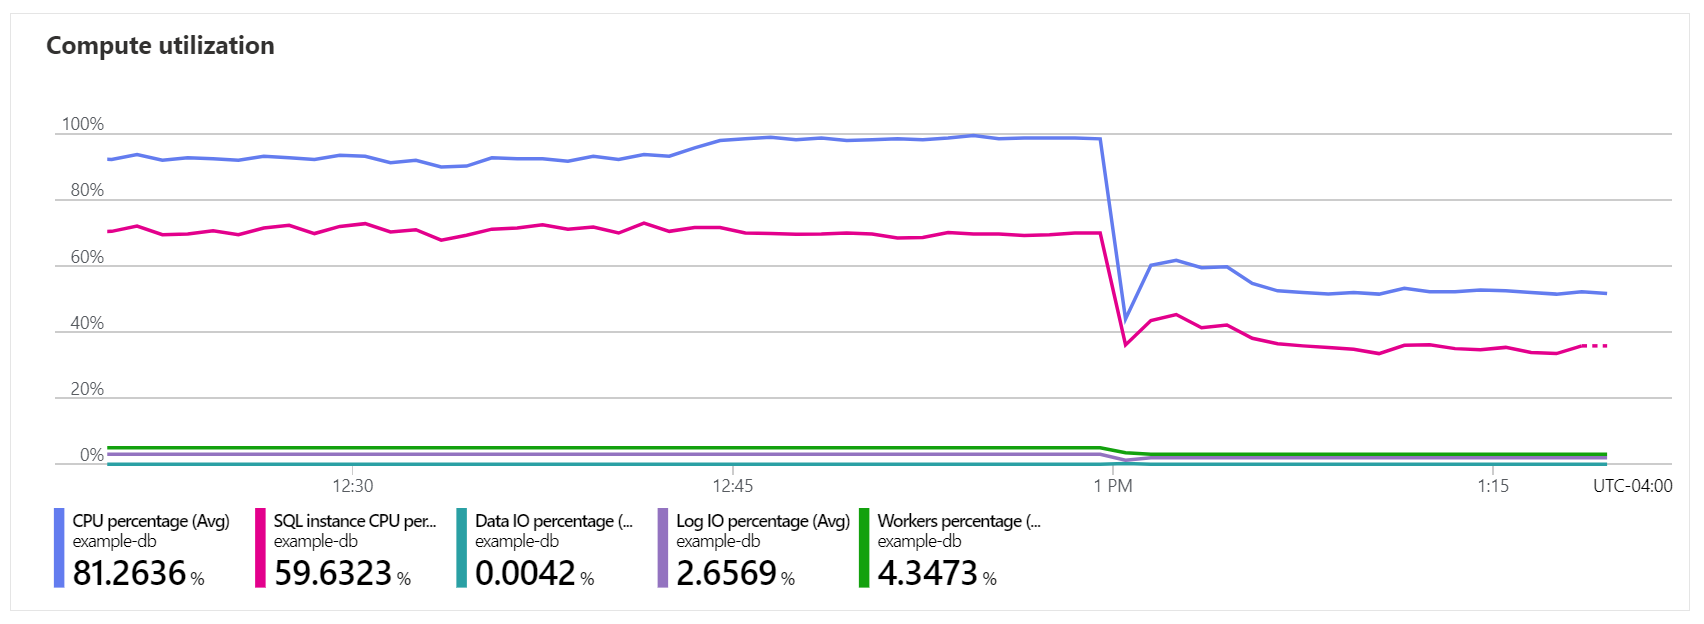 Compute utilization
100%
80%
60%
40%
20%
0%
12:30 12:45 1 PM 1:15 UTC-04:00
CPU percentage (Avg) SQL instance CPU per... Data IO percentage (... Log IO percentage (Avg) Workers percentage (...
example-db example-db example-db example-db example-db
81.2636 % 59.6323 % 0.0042 % 2.6569 % 4.3473 %